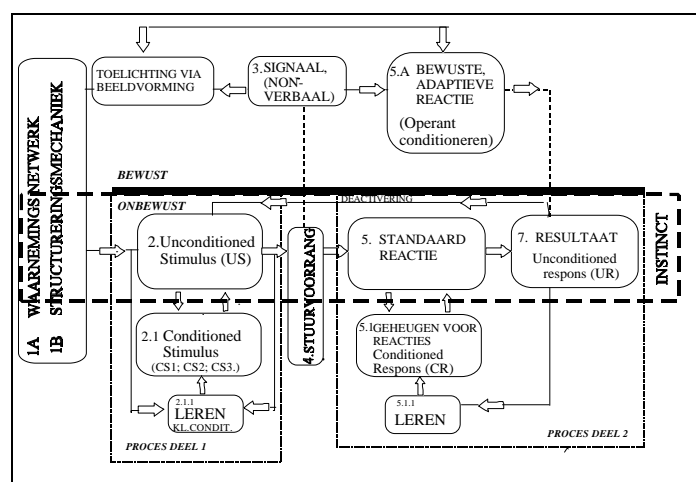 1A WAARNEMINGSNETWERK
1B STRUCTURERINGSMECHANIEK
TOELICHTING VIA
BEELDVORMING
3. SIGNAAL,
(NON-
VERBAAL)
5.A BEWUSTE,
ADAPTIEVE
REACTIE
(Operant
conditioneren)
BEWUST
ONBEWUST
DEACTIVERING
2.Unconditioned
Stimulus (US)
4.STUURVOORRANG
5. STANDAARD
REACTIE
7. RESULTAAT
Unconditioned
respons (UR)
INSTINCT
2.1 Conditioned
Stimulus
(CS1; CS2; CS3.)
5.1GEHEUGEN VOOR
REACTIES
Conditioned
Respons (CR)
2.1.1
LEREN
KL.CONDIT.
5.1.1
LEREN
PROCES DEEL 1
PROCES DEEL 2